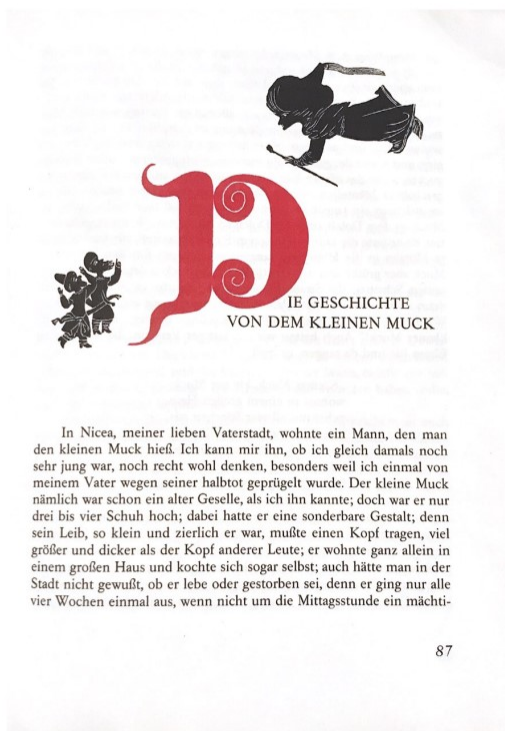 DIE GESCHICHTE
VON DEM KLEINEN MUCK
In Nicea, meiner lieben Vaterstadt, wohnte ein Mann, den man
den kleinen Muck hieß. Ich kann mir ihn, ob ich gleich damals noch
sehr jung war, noch recht wohl denken, besonders weil ich einmal von
meinem Vater wegen seiner halbtot geprügelt wurde. Der kleine Muck
nämlich war schon ein alter Geselle, als ich ihn kannte; doch war er nur
drei bis vier Schuh hoch; dabei hatte er eine sonderbare Gestalt; denn
sein Leib, so klein und zierlich er war, mußte einen Kopf tragen, viel
größer und dicker als der Kopf anderer Leute; er wohnte ganz allein in
einem großen Haus und kochte sich sogar selbst; auch hätte man in der
Stadt nicht gewußt, ob er lebe oder gestorben sei, denn er ging nur alle
vier Wochen einmal aus, wenn nicht um die Mittagsstunde ein mächti-
87